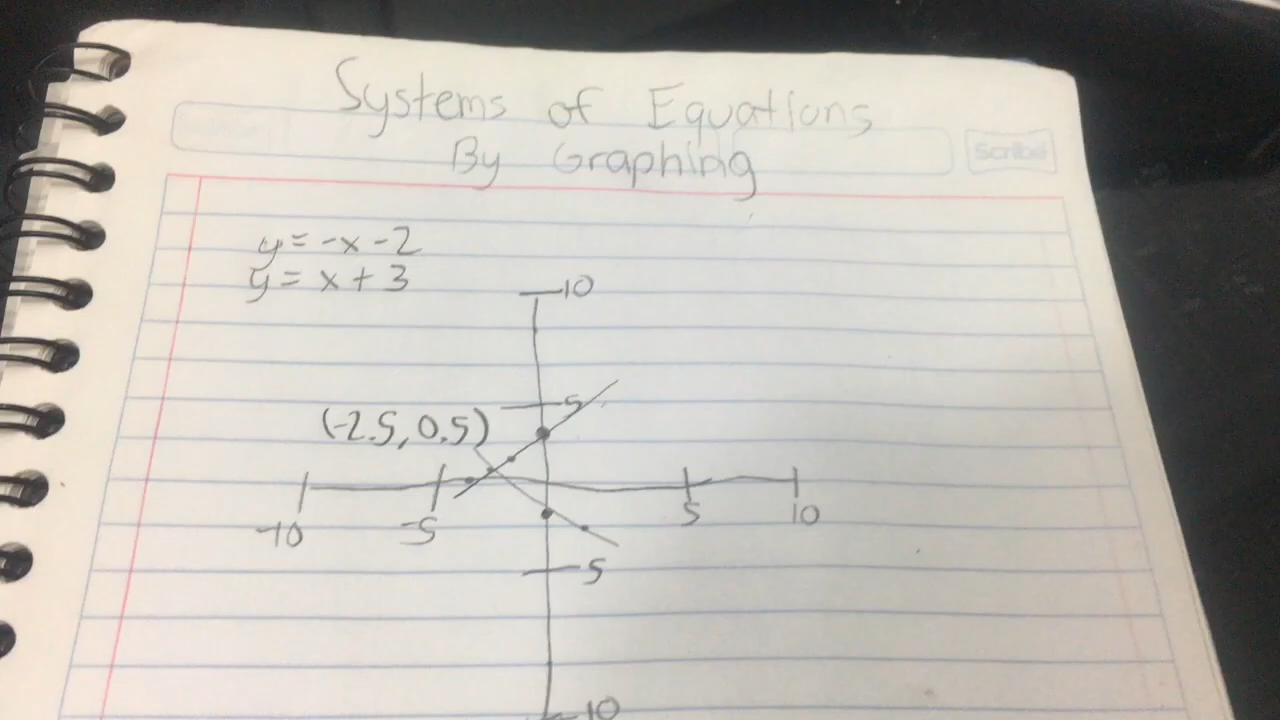 Systems of Equations
By Graphing
Scribe
y = -x - 2
y = x + 3
10
5
(-2.5, 0.5)
-10
-5
5
10
5
10